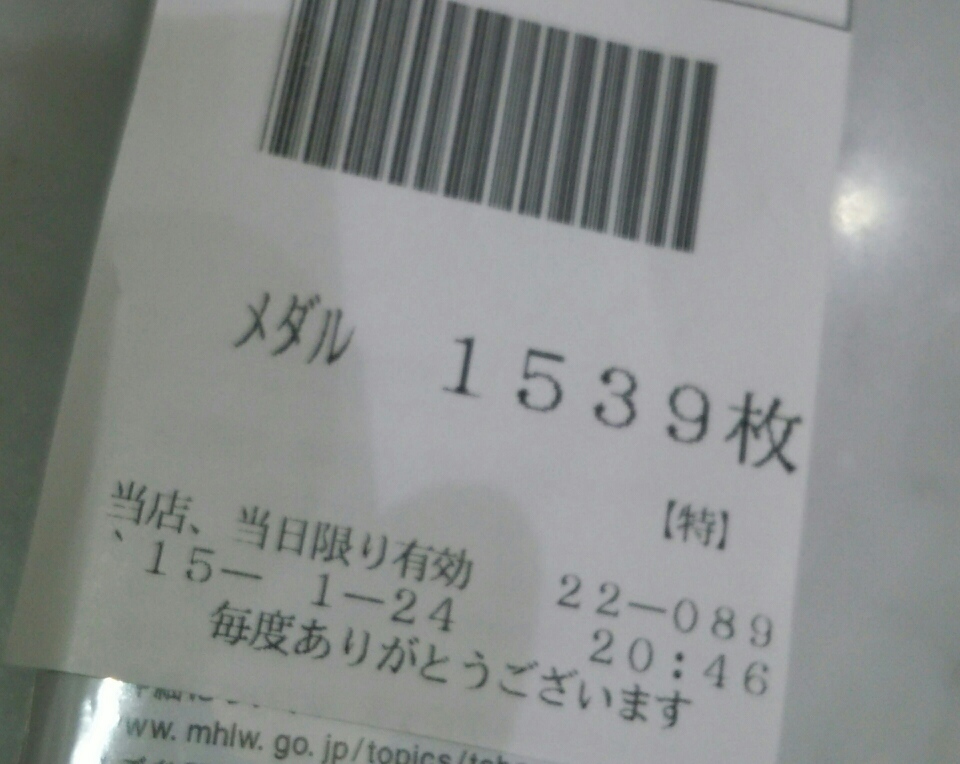 ﾒﾀﾞﾙ 1539枚
【特】
当店、当日限り有効 22-089
`15- 1-24 20:46
毎度ありがとうございます
ww. mhlw. go. jp/topics/